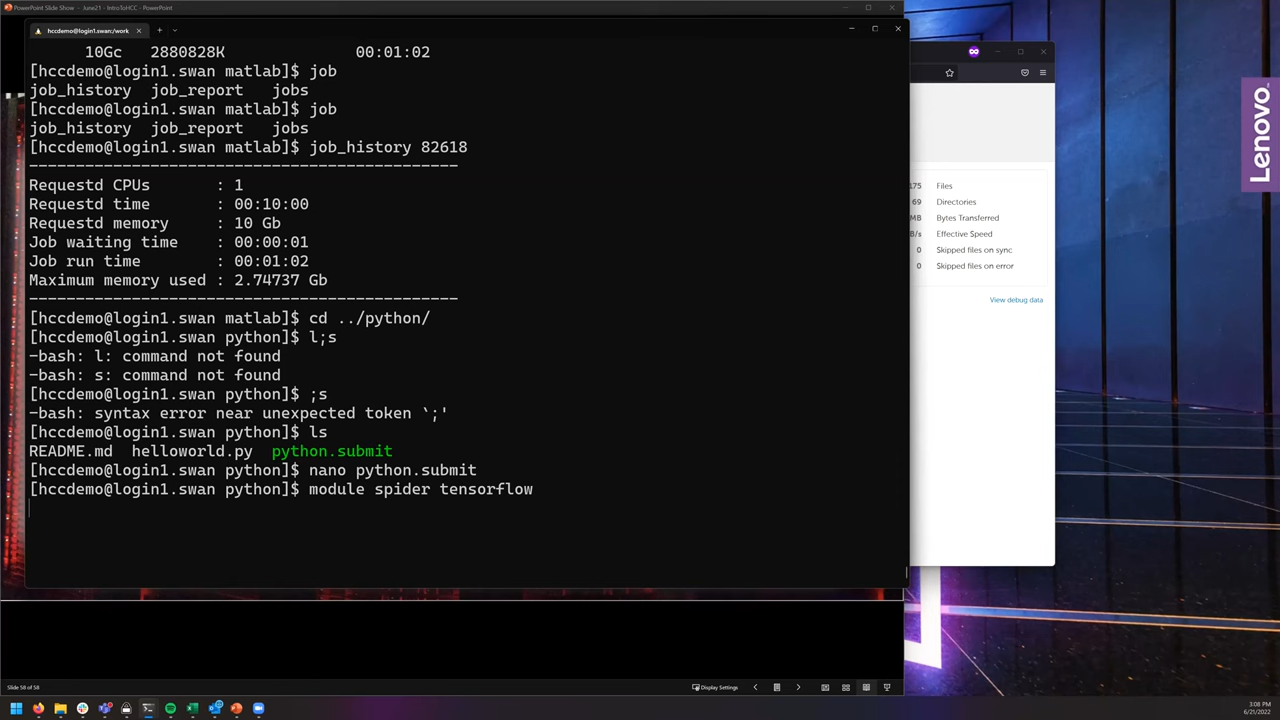 PowerPoint Slide Show - June21 - IntroToHCC - PowerPoint
hccdemo@login1.swan:/work
10Gc 2880828K 00:01:02
[hccdemo@login1.swan matlab]$ job
job_history job_report jobs
[hccdemo@login1.swan matlab]$ job
job_history job_report jobs
[hccdemo@login1.swan matlab]$ job_history 82618
----------------------------------------------
Requestd CPUs : 1
Requestd time : 00:10:00
Requestd memory : 10 Gb
Job waiting time : 00:00:01
Job run time : 00:01:02
Maximum memory used : 2.74737 Gb
----------------------------------------------
[hccdemo@login1.swan matlab]$ cd ../python/
[hccdemo@login1.swan python]$ l;s
-bash: l: command not found
-bash: s: command not found
[hccdemo@login1.swan python]$ ;s
-bash: syntax error near unexpected token `;'
[hccdemo@login1.swan python]$ ls
README.md helloworld.py python.submit
[hccdemo@login1.swan python]$ nano python.submit
[hccdemo@login1.swan python]$ module spider tensorflow
175 Files
69 Directories
MB Bytes Transferred
B/s Effective Speed
0 Skipped files on sync
0 Skipped files on error
View debug data
Lenovo
Slide 58 of 58
Display Settings
3:08 PM
6/21/2022